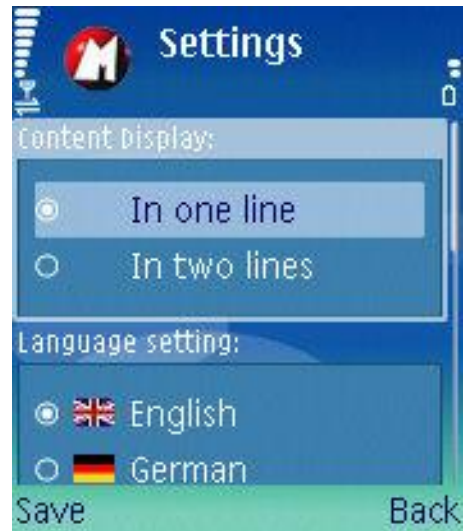 M
Settings
Content Display:
In one line
In two lines
Language setting:
English
German
Save
Back